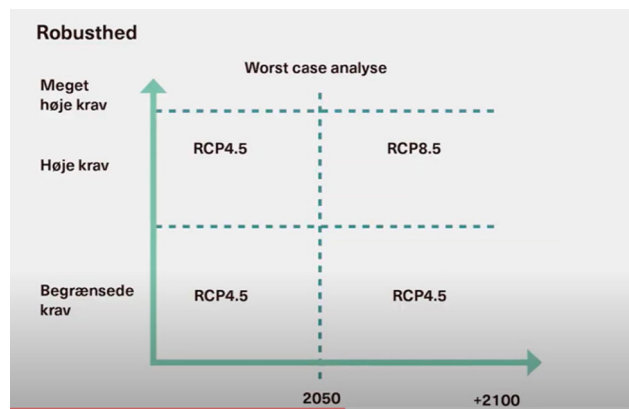 Robusthed
Worst case analyse
Meget
høje krav
RCP4.5
RCP8.5
Høje krav
Begrænsede
krav
RCP4.5
RCP4.5
2050
+2100